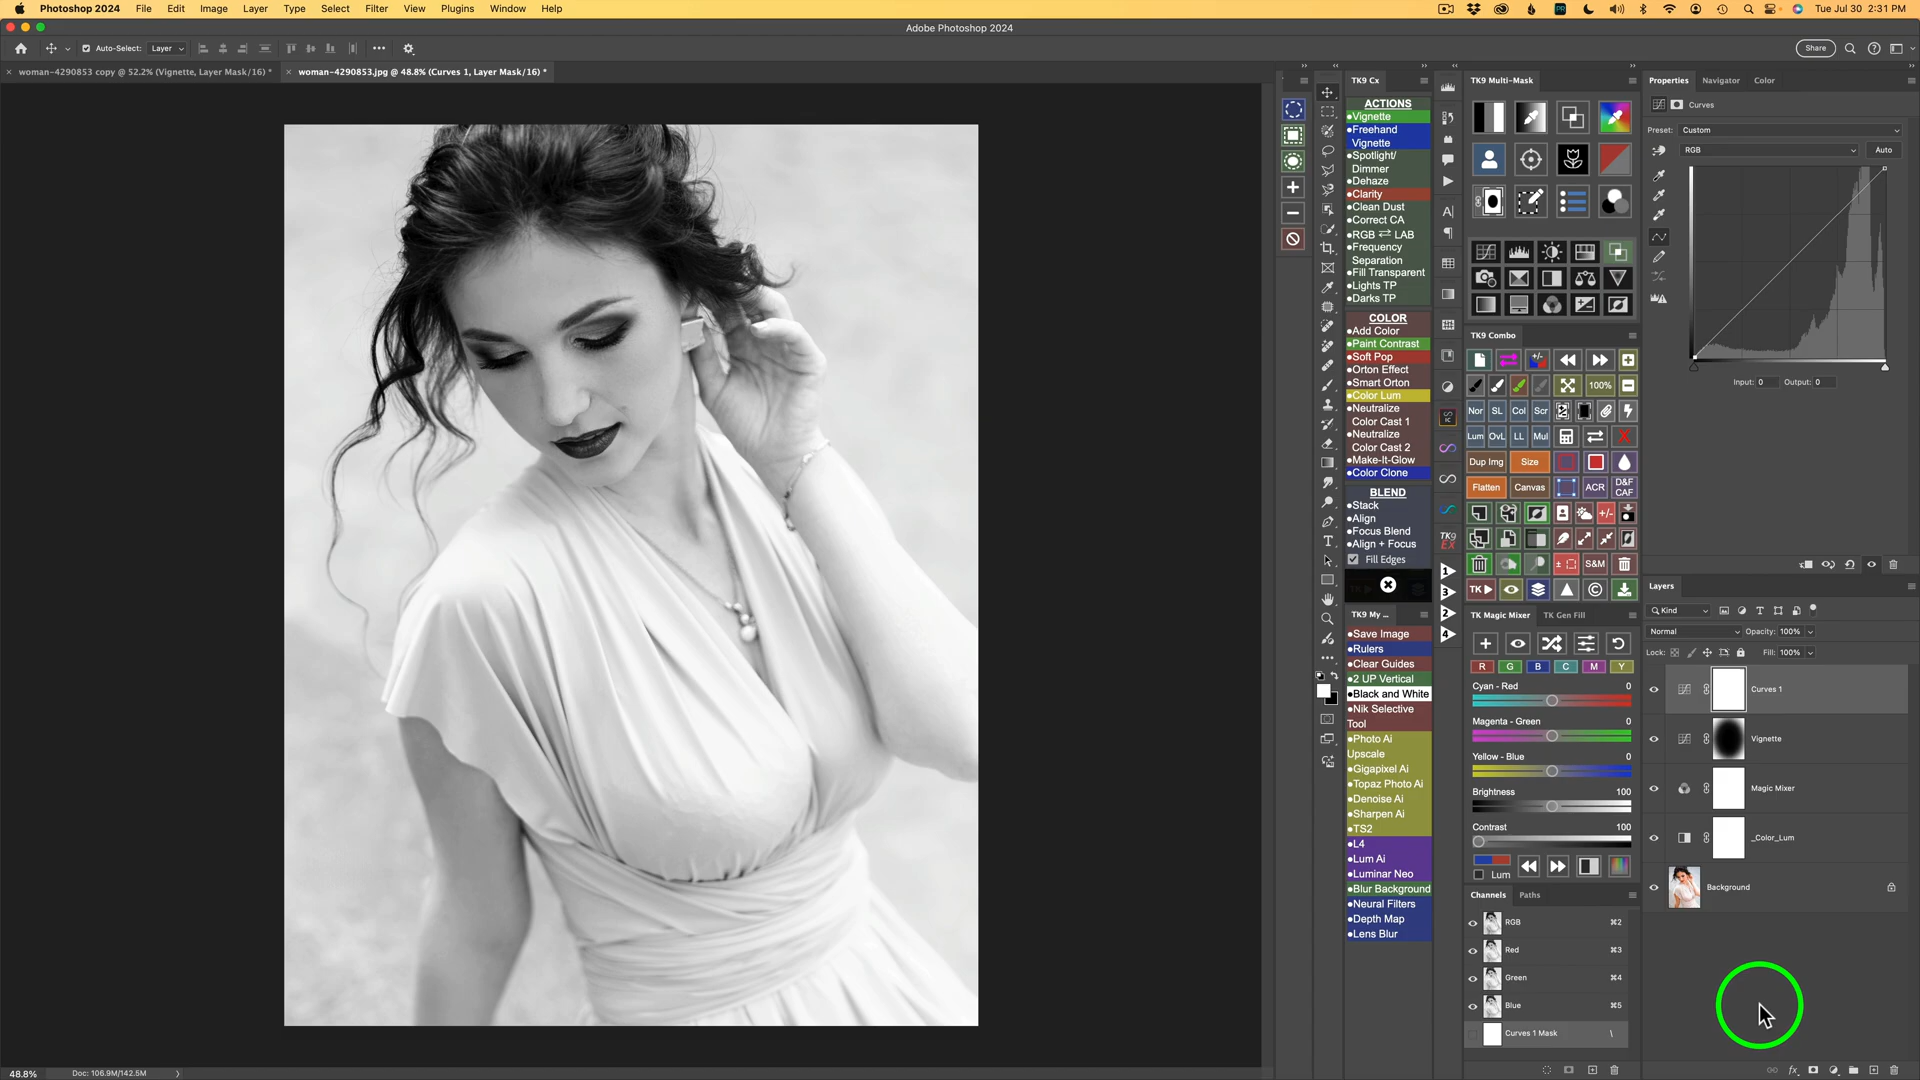 Photoshop 2024 File Edit Image Layer Type Select Filter View Plugins Window Help
Tue Jul 30 2:31 PM
Adobe Photoshop 2024
Auto-Select: Layer
Share
woman-4290853 copy @ 52.2% (Vignette, Layer Mask/16) *
woman-4290853.jpg @ 48.8% (Curves 1, Layer Mask/16) *
TK9 Cx
ACTIONS
•Vignette
•Freehand
Vignette
•Spotlight/
Dimmer
•Dehaze
•Clarity
•Clean Dust
•Correct CA
•RGB ⇄ LAB
•Frequency
Separation
•Fill Transparent
•Lights TP
•Darks TP
COLOR
•Add Color
•Paint Contrast
•Soft Pop
•Orton Effect
•Smart Orton
•Color Lum
•Neutralize
Color Cast 1
•Neutralize
Color Cast 2
•Make-It-Glow
•Color Clone
BLEND
•Stack
•Align
•Focus Blend
•Align + Focus
Fill Edges
TK9 My ...
•Save Image
•Rulers
•Clear Guides
•2 UP Vertical
•Black and White
•Nik Selective
Tool
•Photo Ai
Upscale
•Gigapixel Ai
•Topaz Photo Ai
•Denoise Ai
•Sharpen Ai
•TS2
•L4
•Lum Ai
•Luminar Neo
•Blur Background
•Neural Filters
•Depth Map
•Lens Blur
TK9
EX
1
3
2
4
TK9 Multi-Mask
TK9 Combo
100%
Nor SL Col Scr
Lum OvL LL Mul
Dup Img Size
Flatten Canvas ACR D&F
CAF
S&M
TK
TK Magic Mixer TK Gen Fill
R G B C M Y
Cyan - Red 0
Magenta - Green 0
Yellow - Blue 0
Brightness 100
Contrast 100
Lum
Channels Paths
RGB ⌘2
Red ⌘3
Green ⌘4
Blue ⌘5
Curves 1 Mask \
Properties Navigator Color
Curves
Preset: Custom
RGB Auto
Input: 0 Output: 0
Layers
Kind
Normal Opacity: 100%
Lock: Fill: 100%
Curves 1
Vignette
Magic Mixer
_Color_Lum
Background
48.8% Doc: 106.9M/142.5M